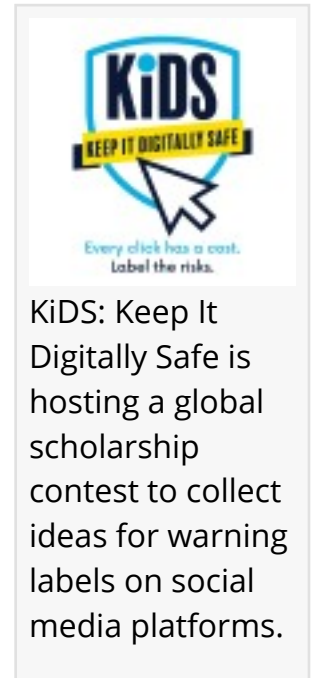 KiDS
KEEP IT DIGITALLY SAFE
Every click has a cost.
Label the risks.
KiDS: Keep It
Digitally Safe is
hosting a global
scholarship
contest to collect
ideas for warning
labels on social
media platforms.